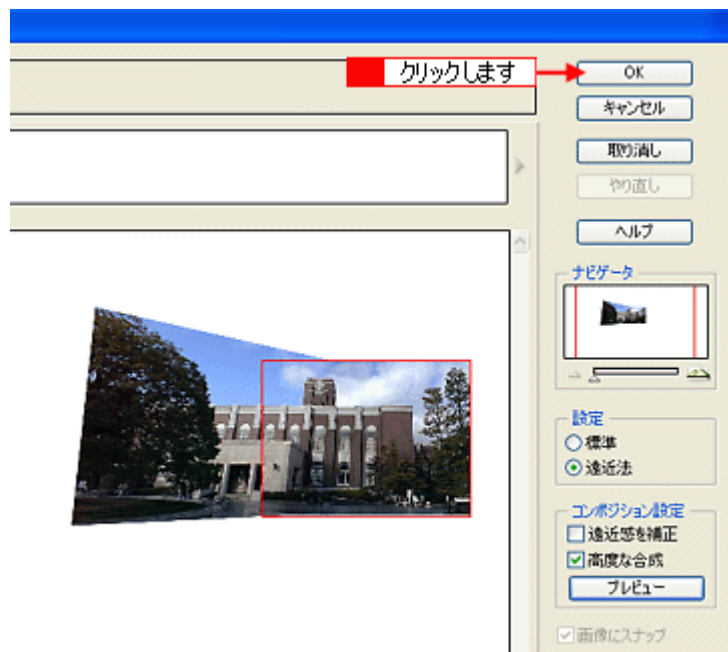 クリックします
OK
キャンセル
取り消し
やり直し
ヘルプ
ナビゲータ
設定
標準
遠近法
コンポジション設定
遠近感を補正
高度な合成
プレビュー
画像にスナップ